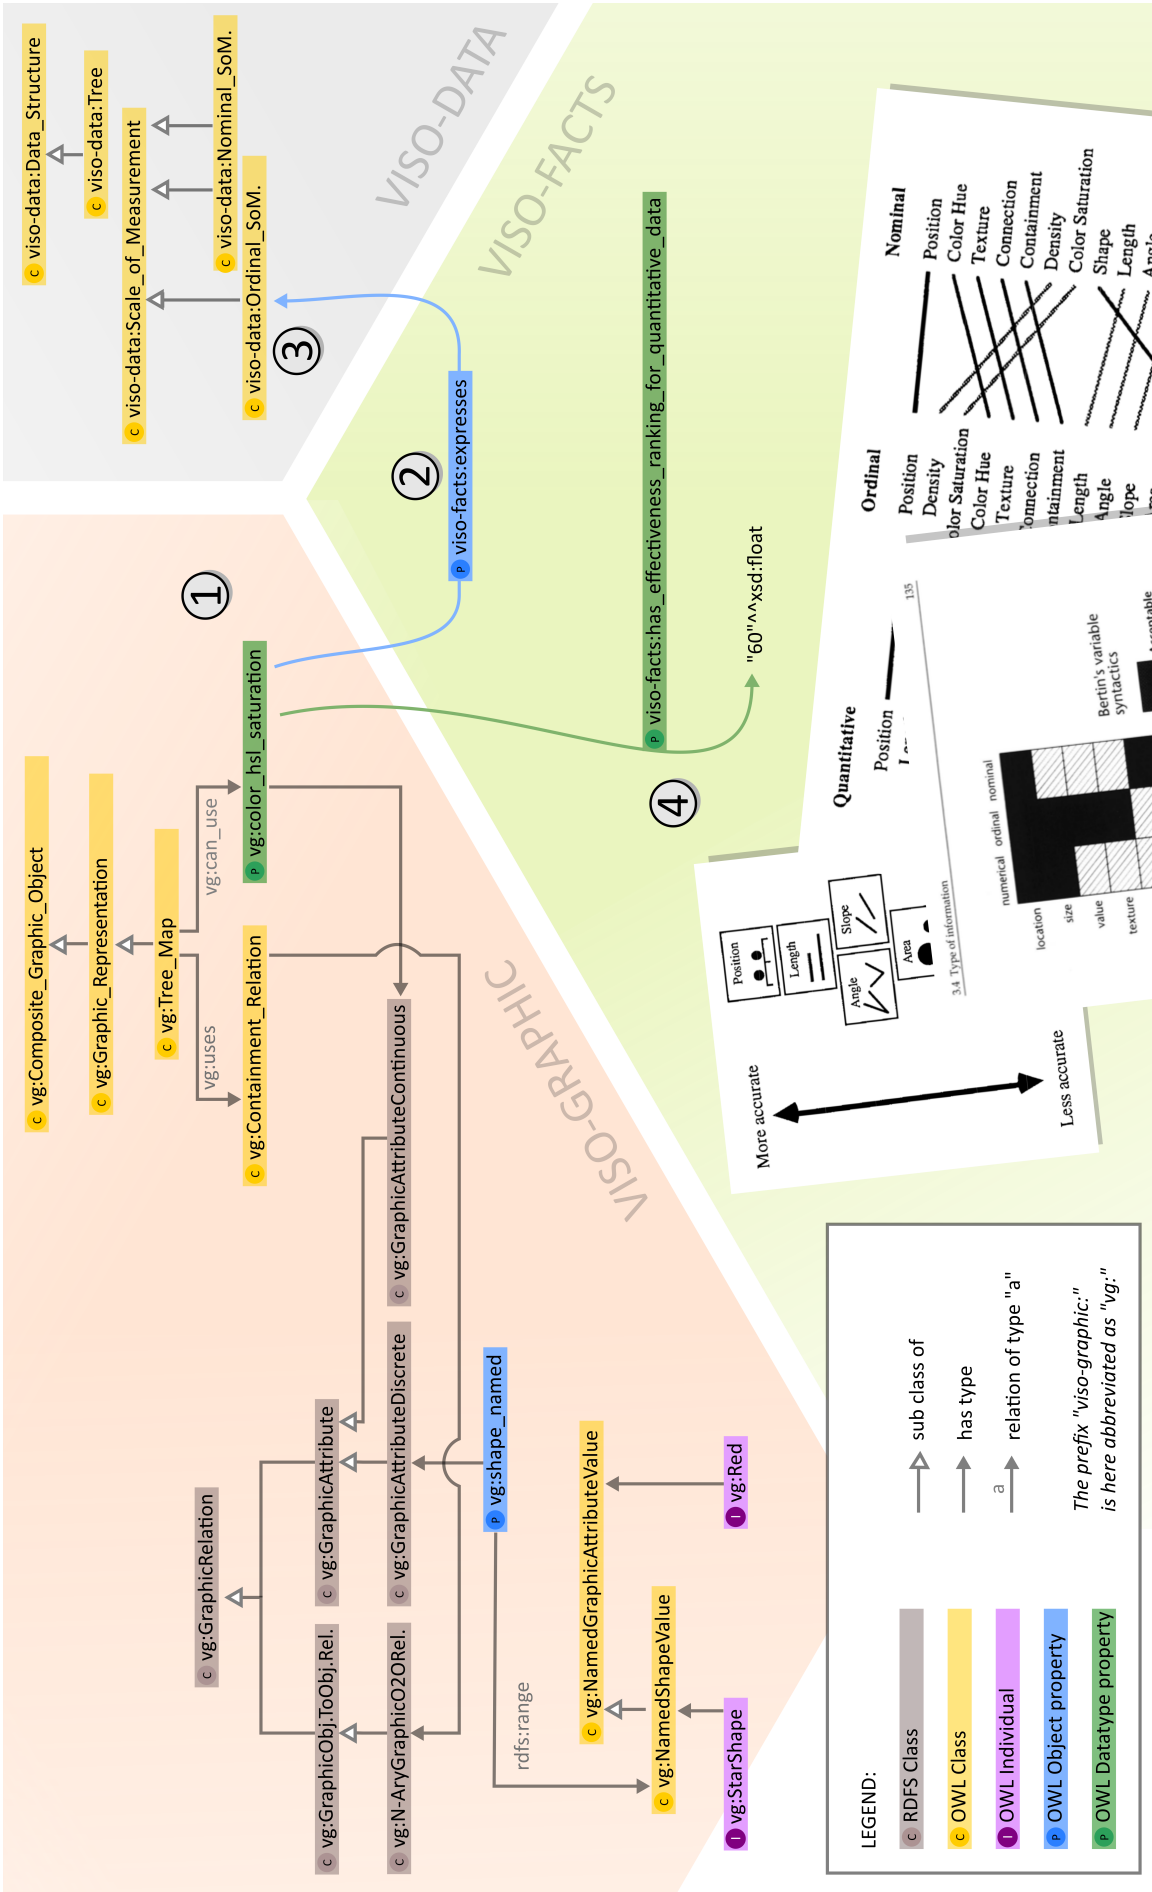 vg:Composite_Graphic_Object
vg:Graphic_Representation
vg:Tree_Map
vg:uses
vg:can_use
vg:Containment_Relation
vg:color_hsl_saturation
1
vg:GraphicRelation
vg:GraphicObj.ToObj.Rel.
vg:GraphicAttribute
vg:N-AryGraphicO2ORel.
vg:GraphicAttributeDiscrete
vg:GraphicAttributeContinuous
vg:shape_named
rdfs:range
vg:NamedGraphicAttributeValue
vg:NamedShapeValue
vg:StarShape
vg:Red
VISO-GRAPHIC
viso-data:Data_Structure
viso-data:Tree
viso-data:Scale_of_Measurement
viso-data:Nominal_SoM.
viso-data:Ordinal_SoM.
3
VISO-DATA
VISO-FACTS
2
viso-facts:expresses
viso-facts:has_effectiveness_ranking_for_quantitative_data
4
"60"^^xsd:float
More accurate
Less accurate
Position
Length
Angle
Slope
Area
3.4 Type of information
135
Quantitative
Position
Ordinal
Position
Density
Color Hue
Texture
Length
Nominal
Position
Color Hue
Texture
Connection
Containment
Density
Color Saturation
Shape
Length
numerical ordinal nominal
location
size
value
texture
Bertin's variable
syntactics
LEGEND:
C RDFS Class
C OWL Class
I OWL Individual
P OWL Object property
P OWL Datatype property
sub class of
has type
a
relation of type "a"
The prefix "viso-graphic:"
is here abbreviated as "vg:"